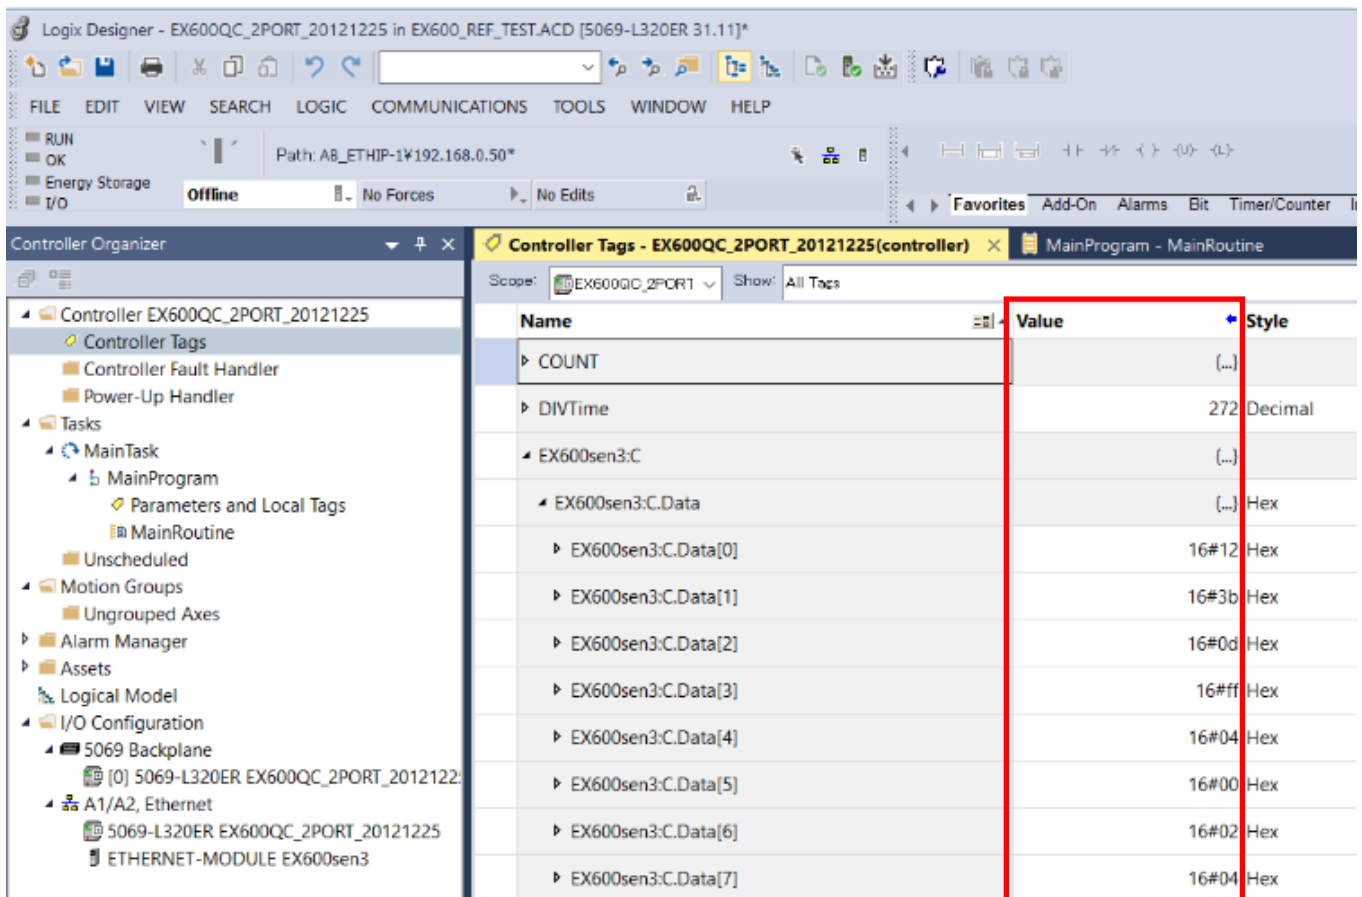 Logix Designer - EX600QC_2PORT_20121225 in EX600_REF_TEST.ACD [5069-L320ER 31.11]*
FILE EDIT VIEW SEARCH LOGIC COMMUNICATIONS TOOLS WINDOW HELP
RUN
OK
Energy Storage
I/O
Path: AB_ETHIP-1¥192.168.0.50*
Offline No Forces No Edits
Favorites Add-On Alarms Bit Timer/Counter
Controller Organizer
Controller EX600QC_2PORT_20121225
Controller Tags
Controller Fault Handler
Power-Up Handler
Tasks
MainTask
MainProgram
Parameters and Local Tags
MainRoutine
Unscheduled
Motion Groups
Ungrouped Axes
Alarm Manager
Assets
Logical Model
I/O Configuration
5069 Backplane
[0] 5069-L320ER EX600QC_2PORT_2012122
A1/A2, Ethernet
5069-L320ER EX600QC_2PORT_20121225
ETHERNET-MODULE EX600sen3
Controller Tags - EX600QC_2PORT_20121225(controller) MainProgram - MainRoutine
Scope: EX600QC_2PORT Show: All Tags
Name Value Style
COUNT {...}
DIVTime 272 Decimal
EX600sen3:C {...}
EX600sen3:C.Data {...} Hex
EX600sen3:C.Data[0] 16#12 Hex
EX600sen3:C.Data[1] 16#3b Hex
EX600sen3:C.Data[2] 16#0d Hex
EX600sen3:C.Data[3] 16#ff Hex
EX600sen3:C.Data[4] 16#04 Hex
EX600sen3:C.Data[5] 16#00 Hex
EX600sen3:C.Data[6] 16#02 Hex
EX600sen3:C.Data[7] 16#04 Hex